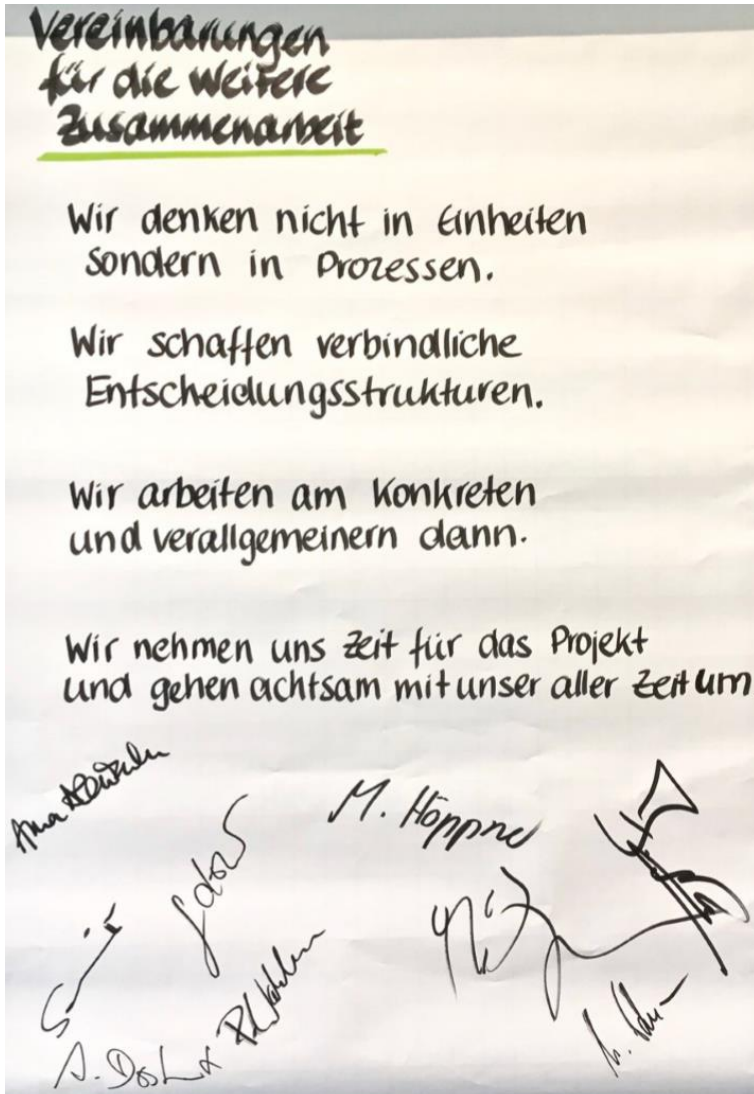 Vereinbarungen
für die weitere
Zusammenarbeit
Wir denken nicht in Einheiten
sondern in Prozessen.
Wir schaffen verbindliche
Entscheidungsstrukturen.
Wir arbeiten am Konkreten
und verallgemeinern dann.
Wir nehmen uns Zeit für das Projekt
und gehen achtsam mit unser aller Zeit um
M. Höppner